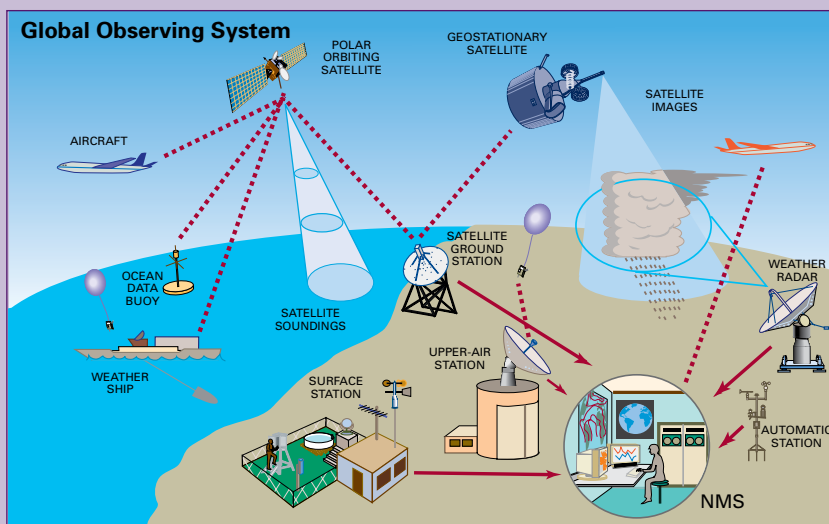 Global Observing System
POLAR
ORBITING
SATELLITE
GEOSTATIONARY
SATELLITE
SATELLITE
IMAGES
AIRCRAFT
OCEAN
DATA
BUOY
SATELLITE
GROUND
STATION
WEATHER
RADAR
SATELLITE
SOUNDINGS
WEATHER
SHIP
UPPER-AIR
STATION
SURFACE
STATION
AUTOMATIC
STATION
NMS